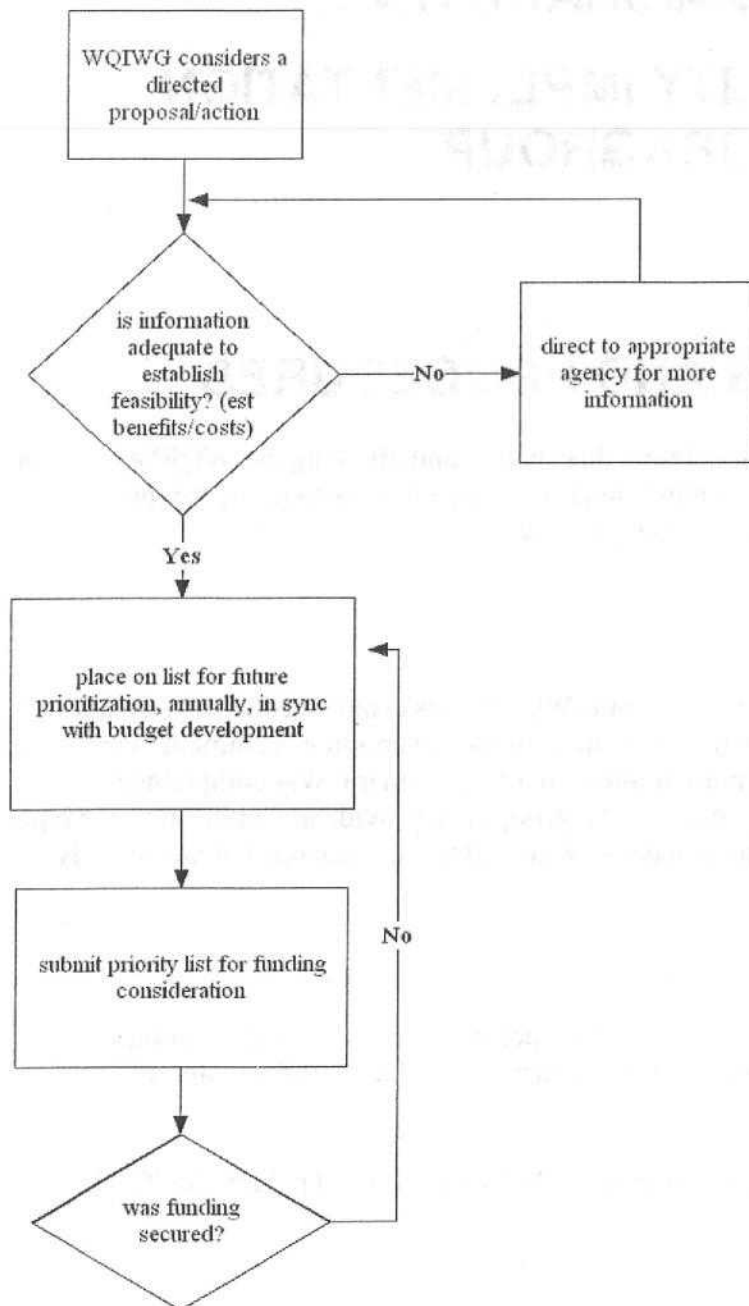 WQIWG considers a
directed
proposal/action
is information
adequate to
establish
feasibility? (est
benefits/costs)
No
direct to appropriate
agency for more
information
Yes
place on list for future
prioritization, annually, in sync
with budget development
No
submit priority list for funding
consideration
was funding
secured?